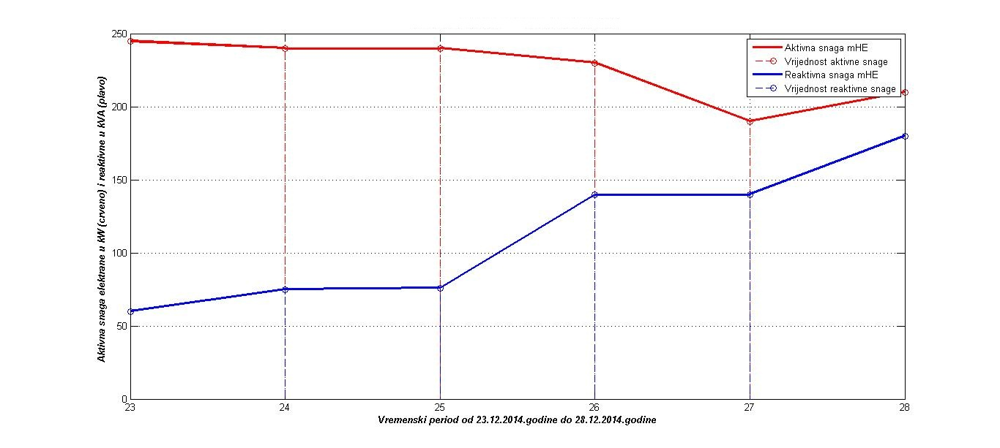 250
200
150
100
50
0
23
24
25
26
27
28
Aktivna snaga elektrane u kW (crveno) i reaktivne u kVA (plavo)
Vremenski period od 23.12.2014.godine do 28.12.2014.godine
Aktivna snaga mHE
Vrijednost aktivne snage
Reaktivna snaga mHE
Vrijednost reaktivne snage